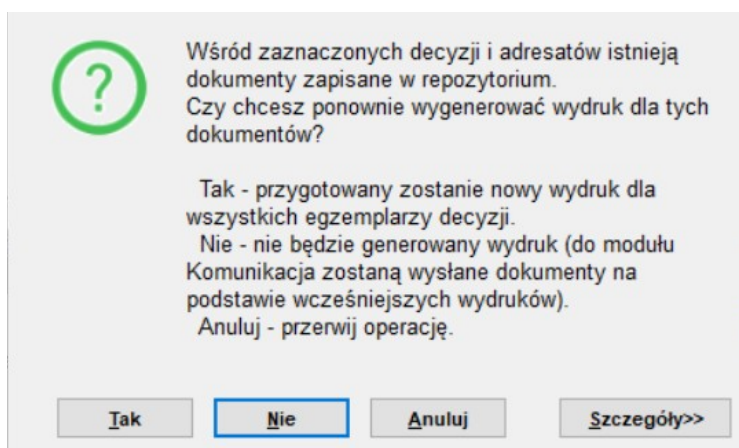 Wśród zaznaczonych decyzji i adresatów istnieją
dokumenty zapisane w repozytorium.
Czy chcesz ponownie wygenerować wydruk dla tych
dokumentów?
Tak - przygotowany zostanie nowy wydruk dla
wszystkich egzemplarzy decyzji.
Nie - nie będzie generowany wydruk (do modułu
Komunikacja zostaną wysłane dokumenty na
podstawie wcześniejszych wydruków).
Anuluj - przerwij operację.
Tak Nie Anuluj Szczegóły>>